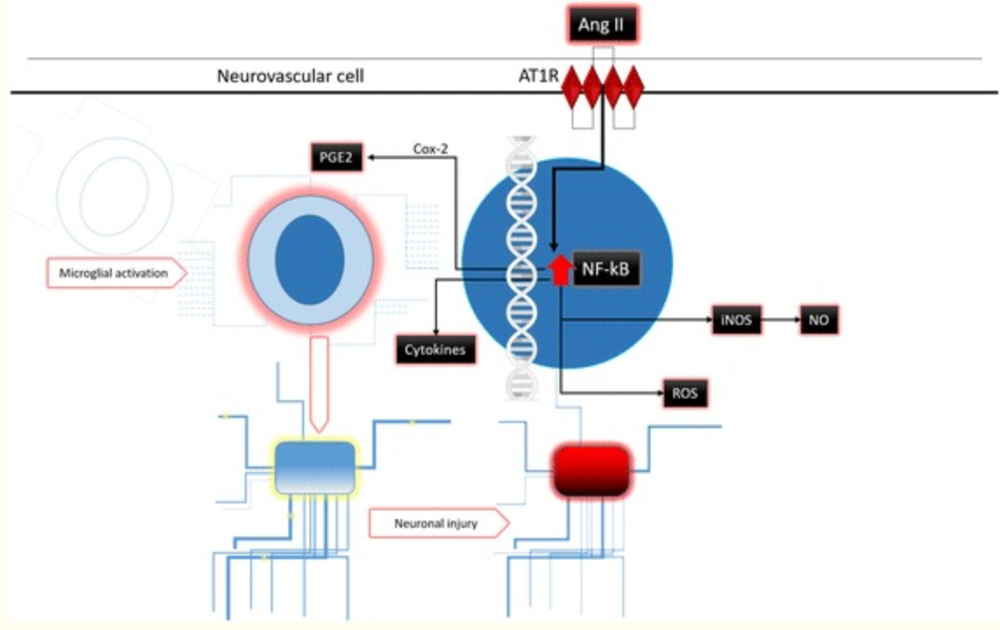 Ang II
Neurovascular cell
AT1R
Cox-2
PGE2
Microglial activation
NF-kB
iNOS
NO
Cytokines
ROS
Neuronal injury